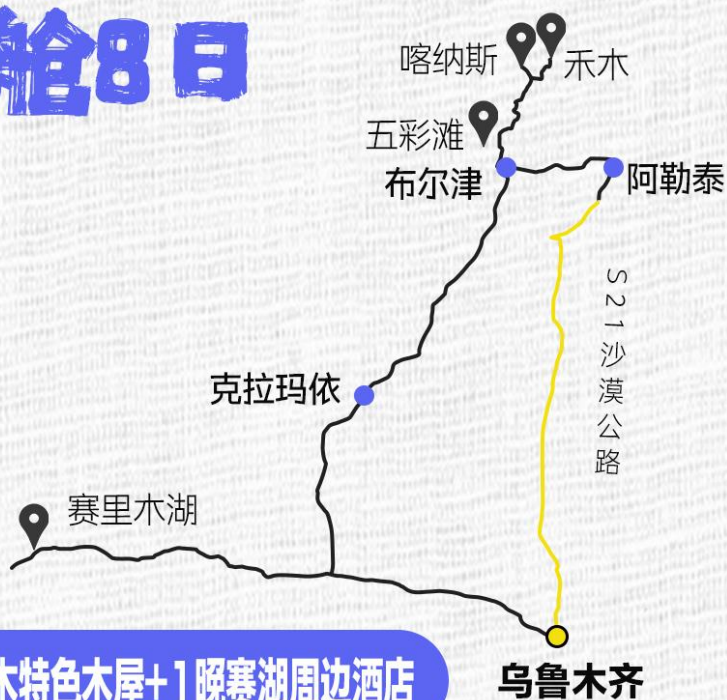 舱8日
喀纳斯
禾木
五彩滩
布尔津
阿勒泰
S21沙漠公路
克拉玛依
赛里木湖
木特色木屋+1晚赛湖周边酒店
乌鲁木齐